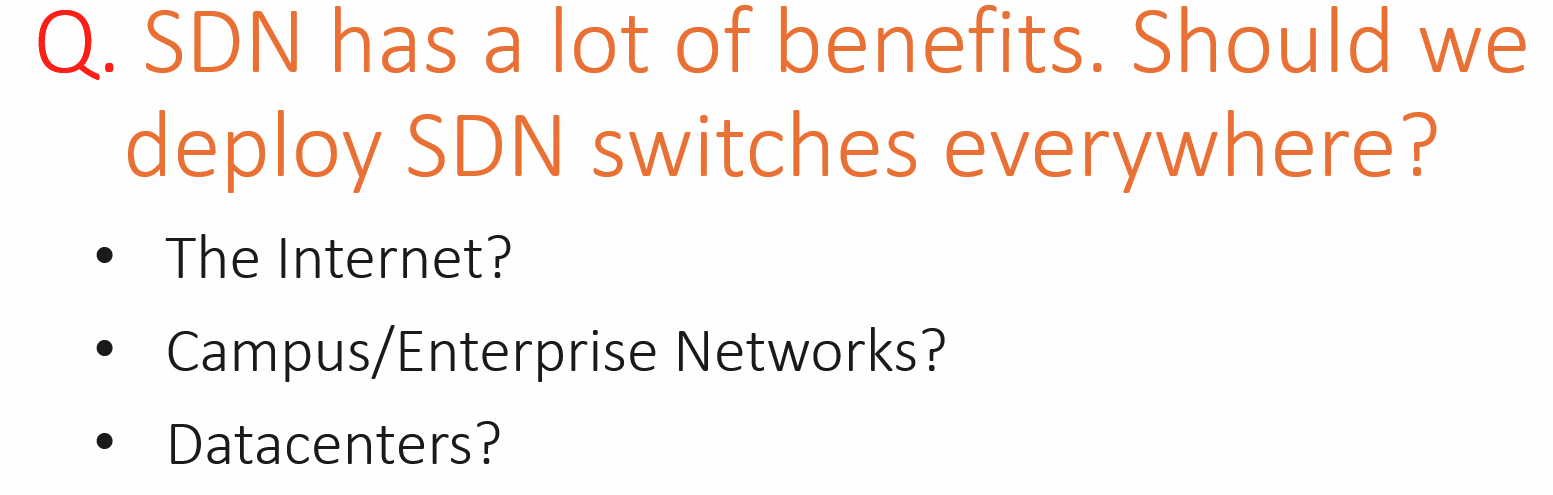 Q. SDN has a lot of benefits. Should we
deploy SDN switches everywhere?
• The Internet?
• Campus/Enterprise Networks?
• Datacenters?